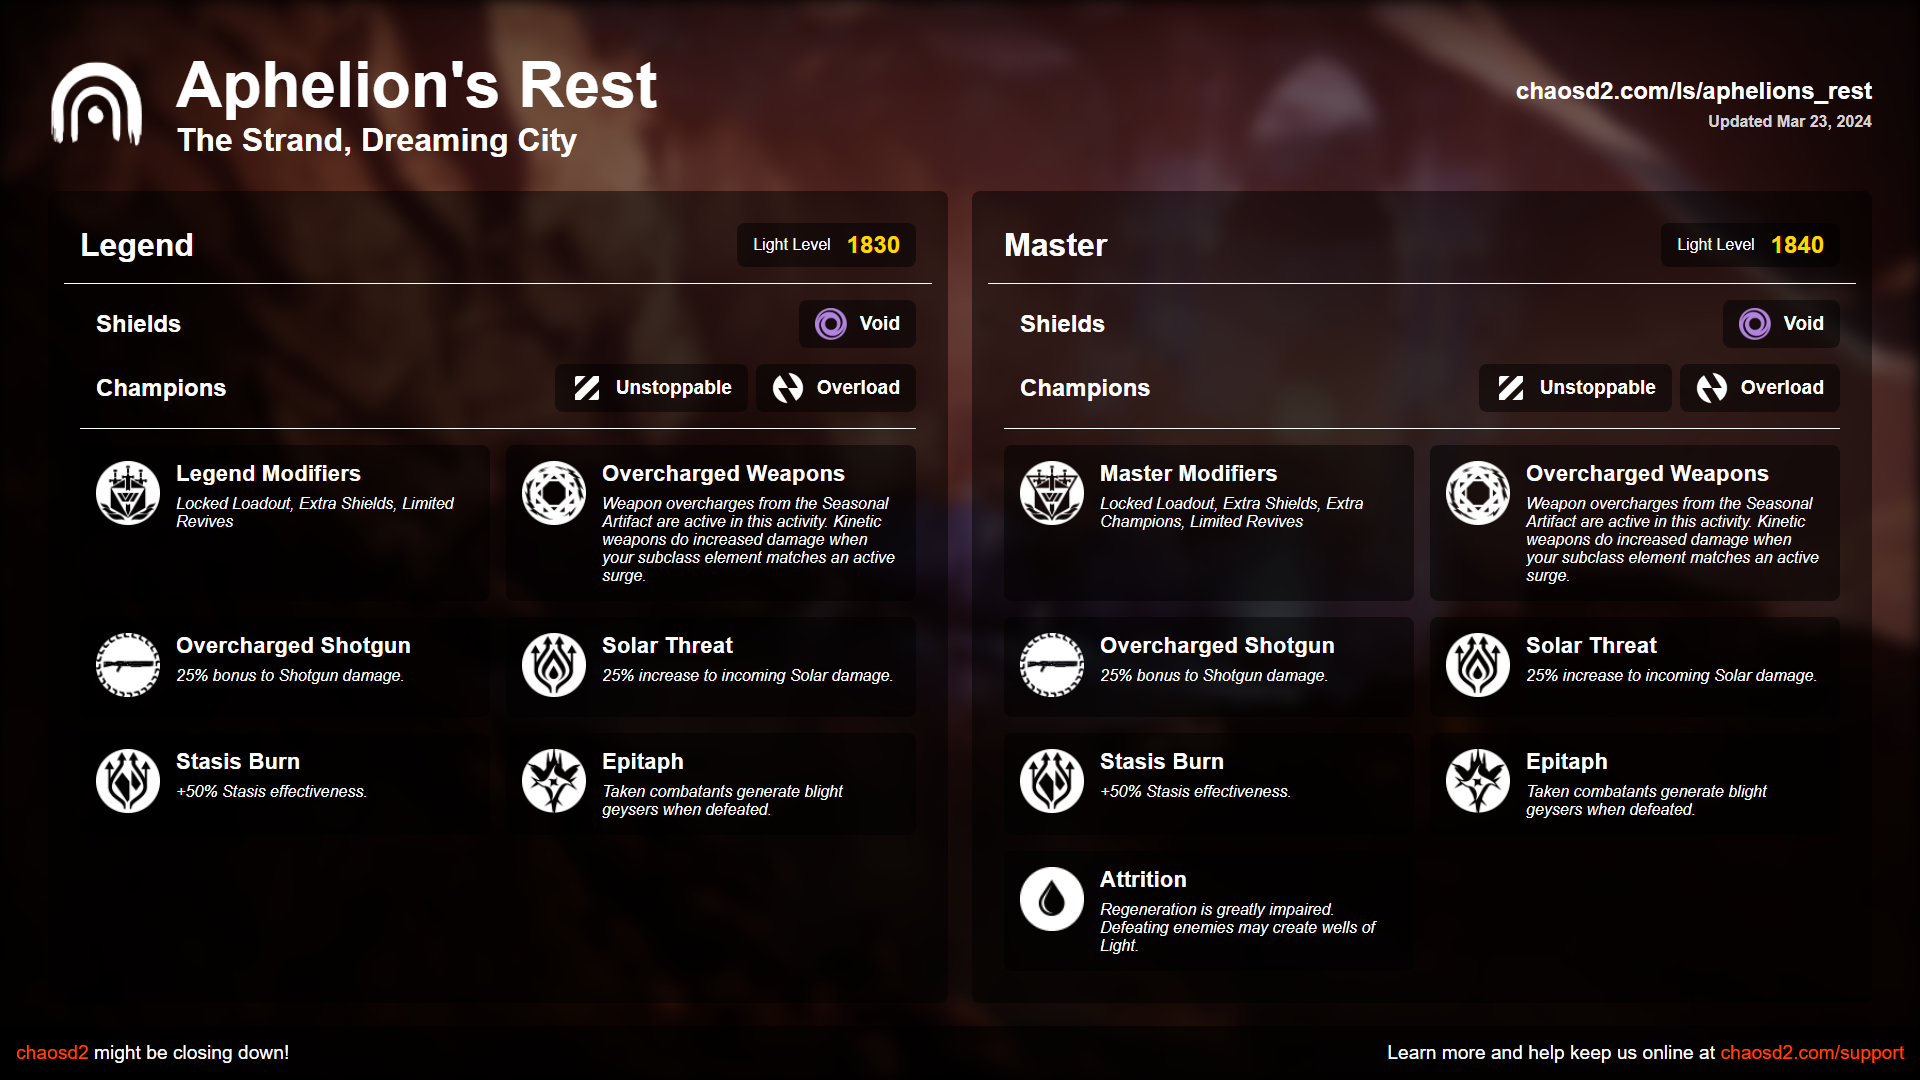 Aphelion's Rest
The Strand, Dreaming City
chaosd2.com/ls/aphelions_rest
Updated Mar 23, 2024
Legend
Light Level 1830
Shields
Void
Champions
Unstoppable
Overload
Legend Modifiers
Locked Loadout, Extra Shields, Limited
Revives
Overcharged Weapons
Weapon overcharges from the Seasonal
Artifact are active in this activity. Kinetic
weapons do increased damage when
your subclass element matches an active
surge.
Overcharged Shotgun
25% bonus to Shotgun damage.
Solar Threat
25% increase to incoming Solar damage.
Stasis Burn
+50% Stasis effectiveness.
Epitaph
Taken combatants generate blight
geysers when defeated.
Master
Light Level 1840
Shields
Void
Champions
Unstoppable
Overload
Master Modifiers
Locked Loadout, Extra Shields, Extra
Champions, Limited Revives
Overcharged Weapons
Weapon overcharges from the Seasonal
Artifact are active in this activity. Kinetic
weapons do increased damage when
your subclass element matches an active
surge.
Overcharged Shotgun
25% bonus to Shotgun damage.
Solar Threat
25% increase to incoming Solar damage.
Stasis Burn
+50% Stasis effectiveness.
Epitaph
Taken combatants generate blight
geysers when defeated.
Attrition
Regeneration is greatly impaired.
Defeating enemies may create wells of
Light.
chaosd2 might be closing down!
Learn more and help keep us online at chaosd2.com/support